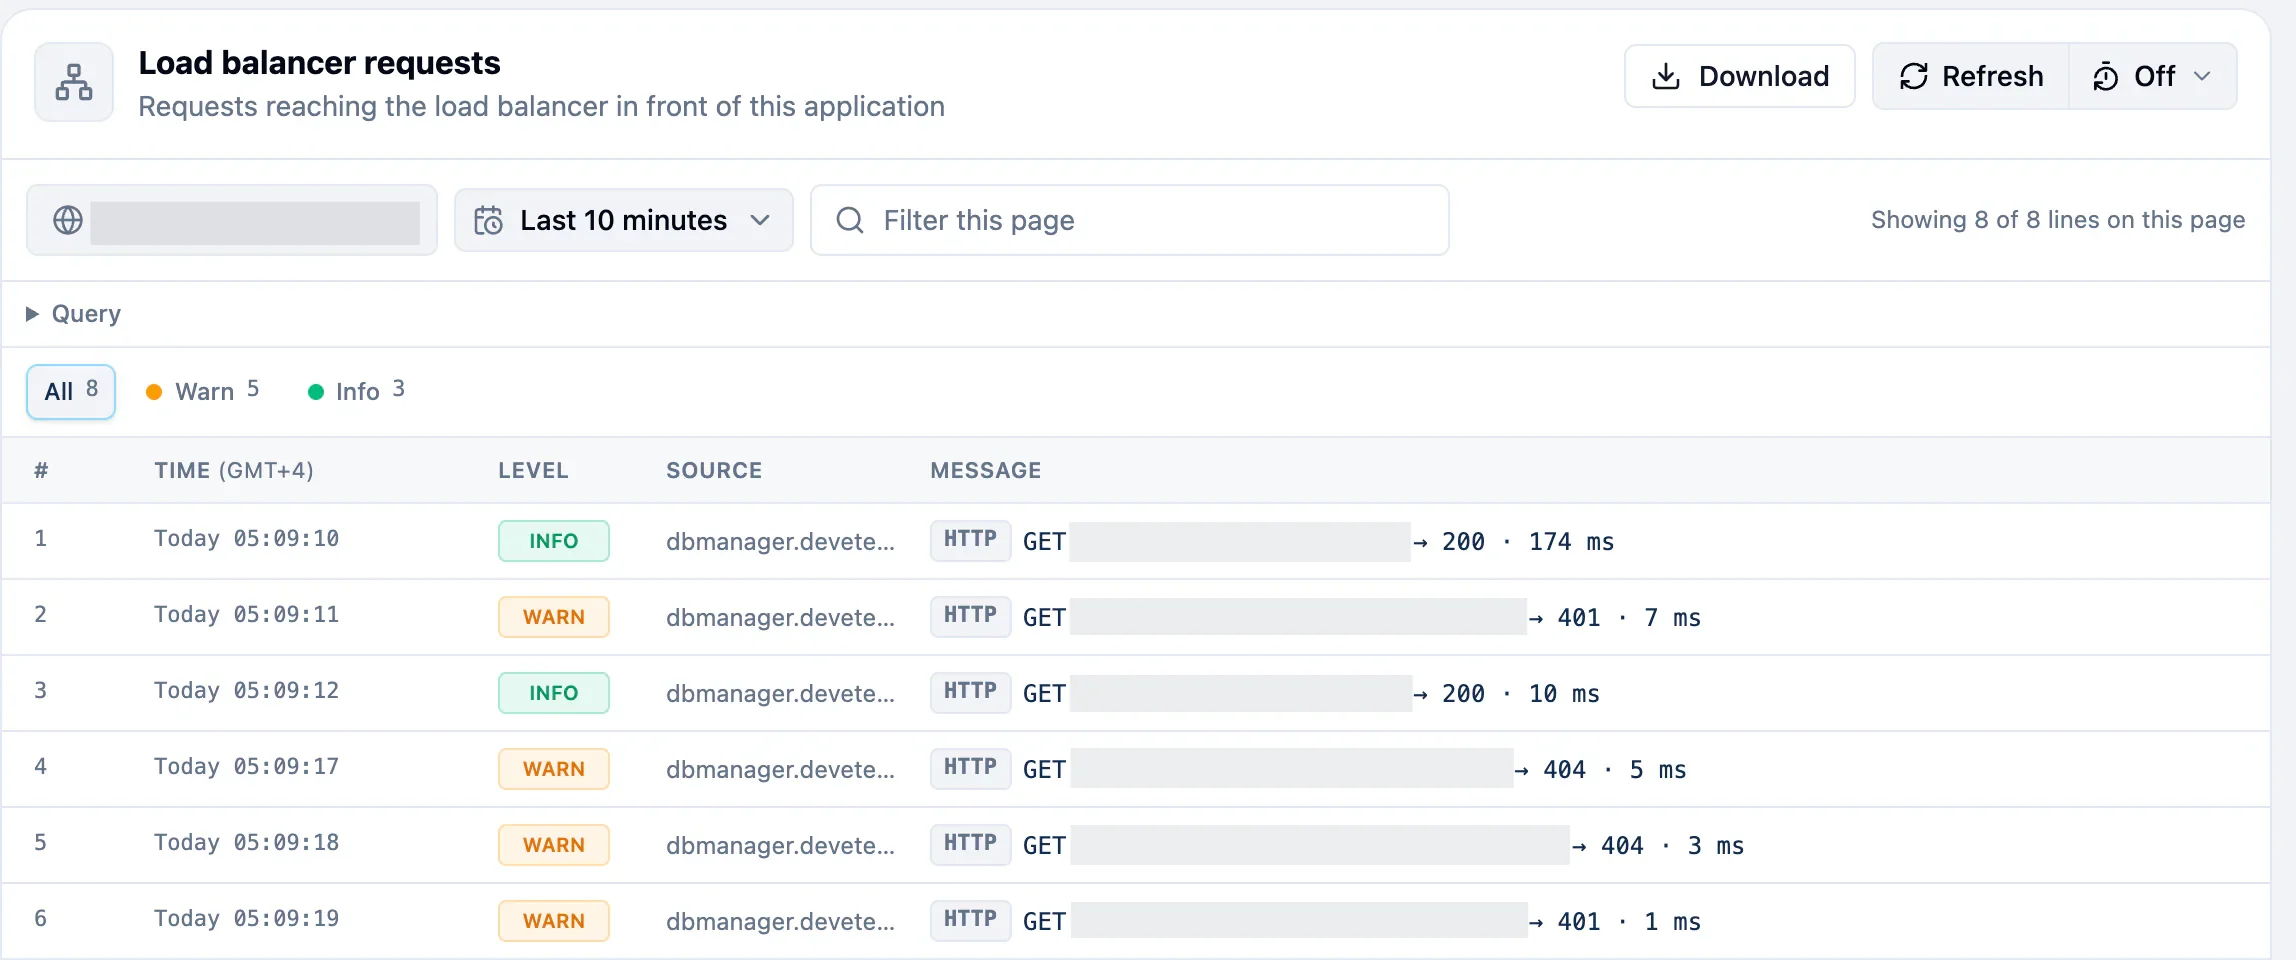 Load balancer requests
Requests reaching the load balancer in front of this application
Download
Refresh
Off
Last 10 minutes
Filter this page
Showing 8 of 8 lines on this page
Query
All 8
Warn 5
Info 3
# TIME (GMT+4) LEVEL SOURCE MESSAGE
1 Today 05:09:10 INFO dbmanager.devete... HTTP GET → 200 · 174 ms
2 Today 05:09:11 WARN dbmanager.devete... HTTP GET → 401 · 7 ms
3 Today 05:09:12 INFO dbmanager.devete... HTTP GET → 200 · 10 ms
4 Today 05:09:17 WARN dbmanager.devete... HTTP GET → 404 · 5 ms
5 Today 05:09:18 WARN dbmanager.devete... HTTP GET → 404 · 3 ms
6 Today 05:09:19 WARN dbmanager.devete... HTTP GET → 401 · 1 ms